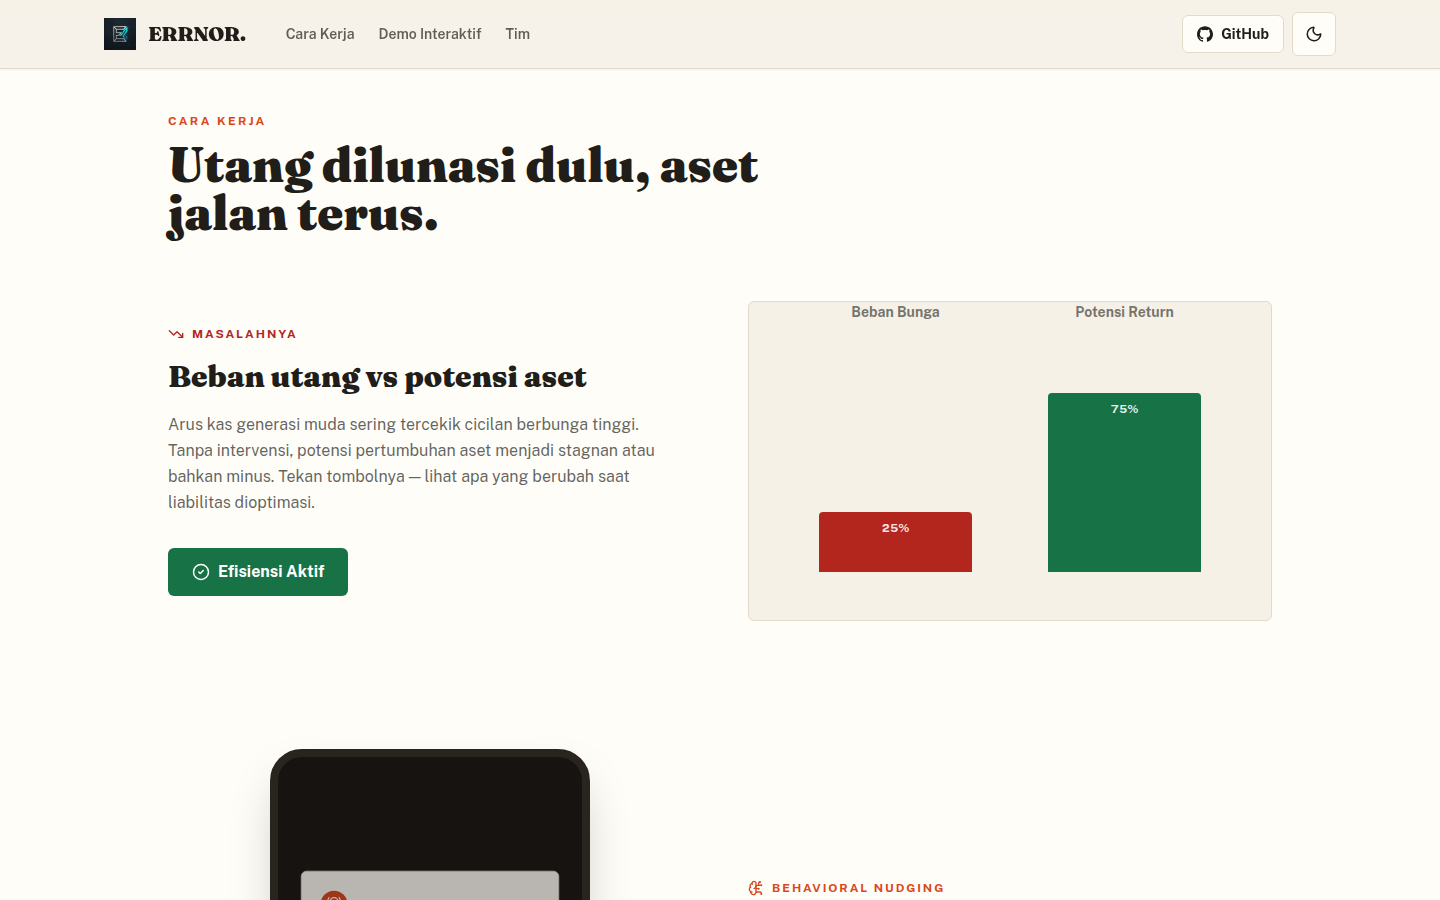 ERRNOR.
Cara Kerja
Demo Interaktif
Tim
GitHub
CARA KERJA
Utang dilunasi dulu, aset
jalan terus.
MASALAHNYA
Beban utang vs potensi aset
Arus kas generasi muda sering tercekik cicilan berbunga tinggi.
Tanpa intervensi, potensi pertumbuhan aset menjadi stagnan atau
bahkan minus. Tekan tombolnya — lihat apa yang berubah saat
liabilitas dioptimasi.
Efisiensi Aktif
Beban Bunga
Potensi Return
25%
75%
BEHAVIORAL NUDGING